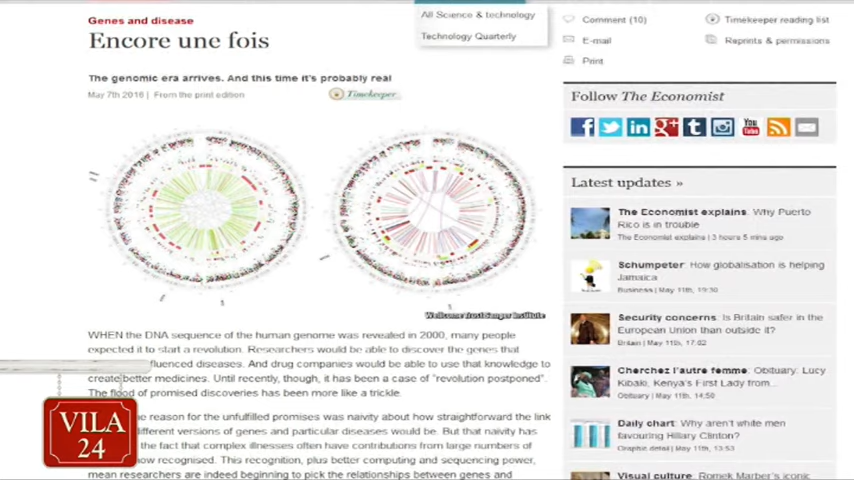 Genes and disease
Encore une fois
The genomic era arrives. And this time it's probably real
May 7th 2016 | From the print edition
Timekeeper
Wellcome trust Sanger Institute
WHEN the DNA sequence of the human genome was revealed in 2000, many people
expected it to start a revolution. Researchers would be able to discover the genes that
influenced diseases. And drug companies would be able to use that knowledge to
create better medicines. Until recently, though, it has been a case of "revolution postponed".
The flood of promised discoveries has been more like a trickle.
reason for the unfulfilled promises was naivity about how straightforward the link
different versions of genes and particular diseases would be. But that naivity has
the fact that complex illnesses often have contributions from large numbers of
now recognised. This recognition, plus better computing and sequencing power,
mean researchers are indeed beginning to pick the relationships between genes and
VILA
24
All Science & technology
Technology Quarterly
Comment (10)
Timekeeper reading list
E-mail
Reprints & permissions
Print
Follow The Economist
You
Tube
Latest updates »
The Economist explains: Why Puerto
Rico is in trouble
The Economist explains | 3 hours 5 mins ago
Schumpeter: How globalisation is helping
Jamaica
Business | May 11th, 19:30
Security concerns: Is Britain safer in the
European Union than outside it?
Britain | May 11th, 17:02
Cherchez l'autre femme: Obituary: Lucy
Kibaki, Kenya's First Lady from...
Obituary | May 11th, 14:50
Daily chart: Why aren't white men
favouring Hillary Clinton?
Graphic detail | May 11th, 13:53
Visual culture: Romek Marber's iconic